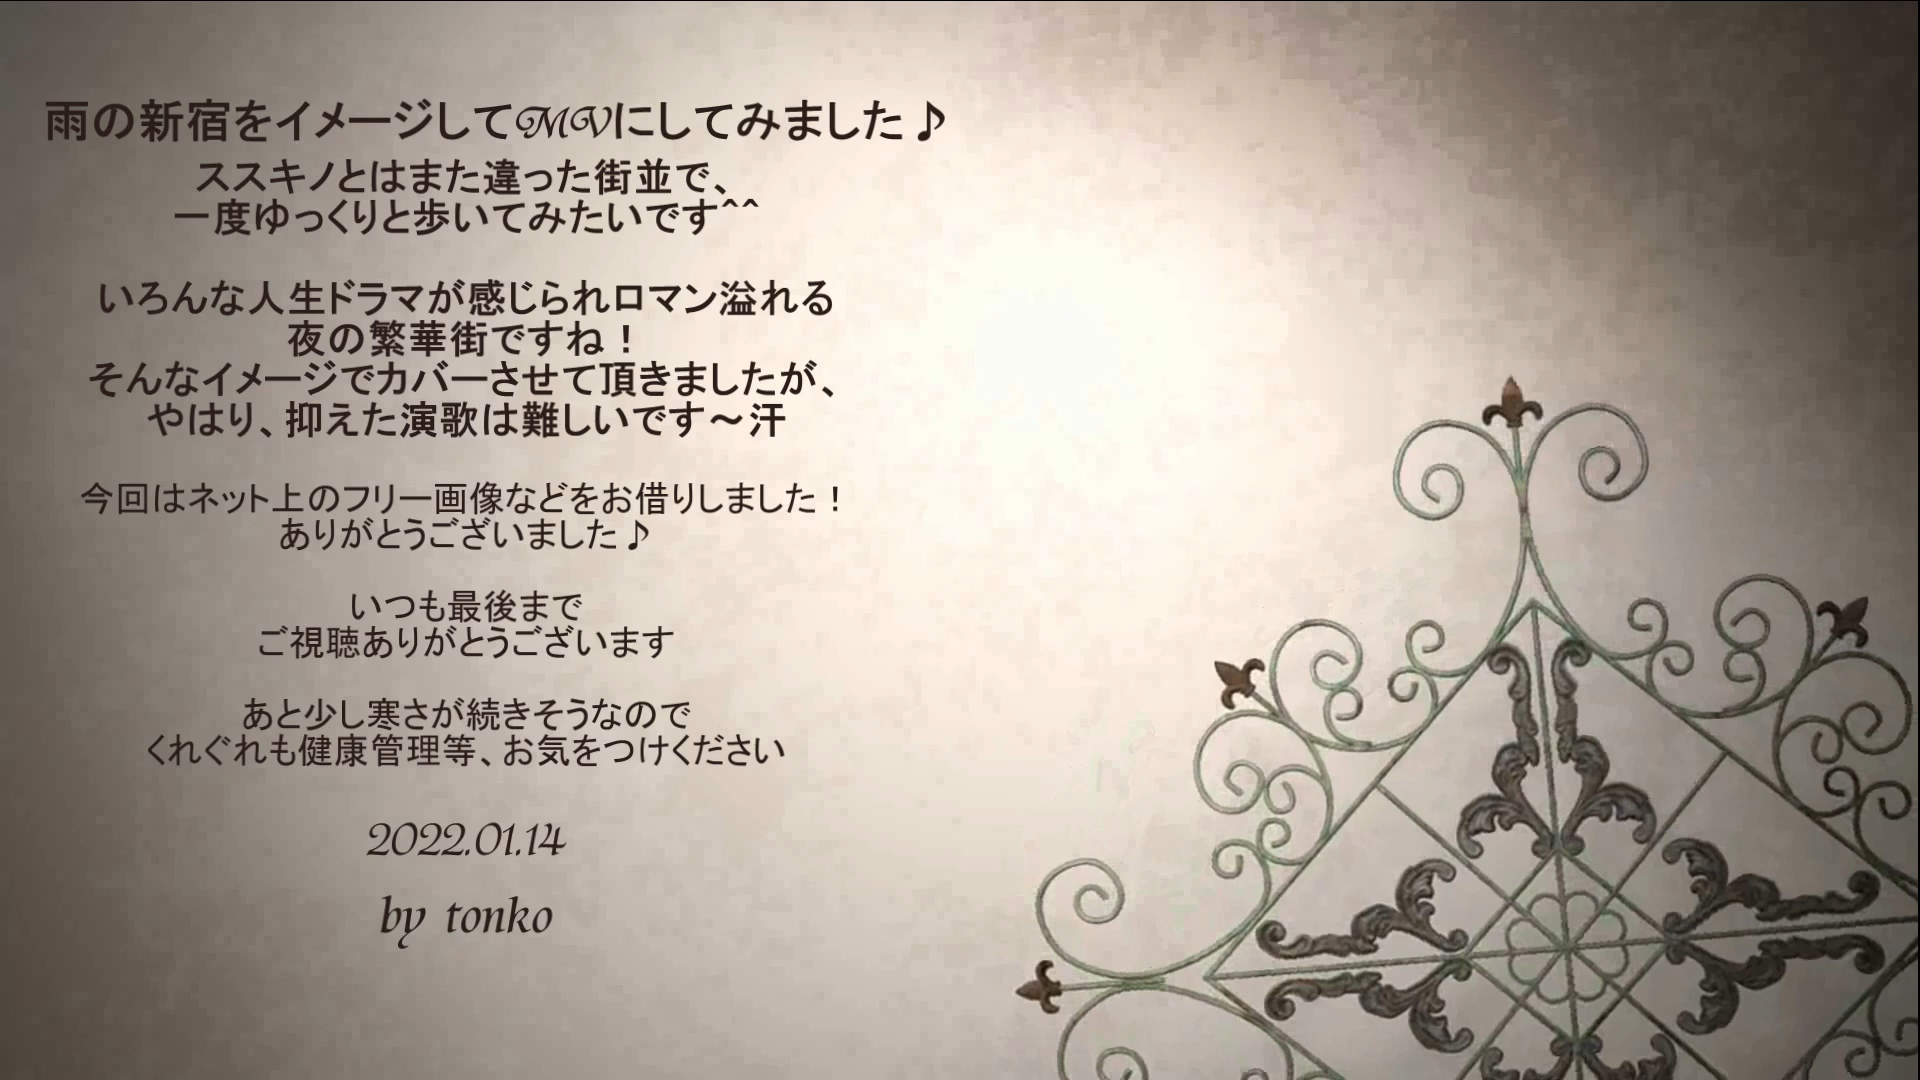 雨の新宿をイメージしてMVにしてみました♪
ススキノとはまた違った街並で、
一度ゆっくりと歩いてみたいです^^
いろんな人生ドラマが感じられロマン溢れる
夜の繁華街ですね！
そんなイメージでカバーさせて頂きましたが、
やはり、抑えた演歌は難しいです～汗
今回はネット上のフリー画像などをお借りしました！
ありがとうございました♪
いつも最後まで
ご視聴ありがとうございます
あと少し寒さが続きそうなので
くれぐれも健康管理等、お気をつけください
2022.01.14
by tonko